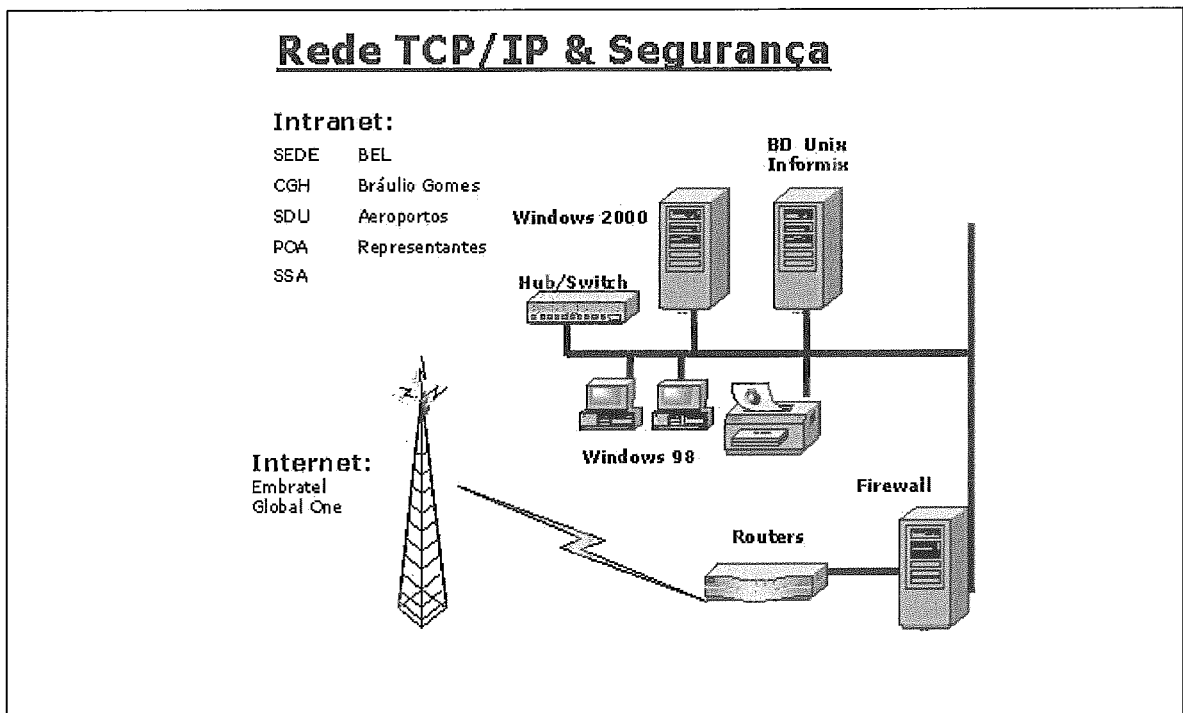 Rede TCP/IP & Segurança
Intranet:
SEDE BEL
CGH Bráulio Gomes
SDU Aeroportos
POA Representantes
SSA
BD Unix
Informix
Windows 2000
Hub/Switch
Windows 98
Internet:
Embratel
Global One
Firewall
Routers